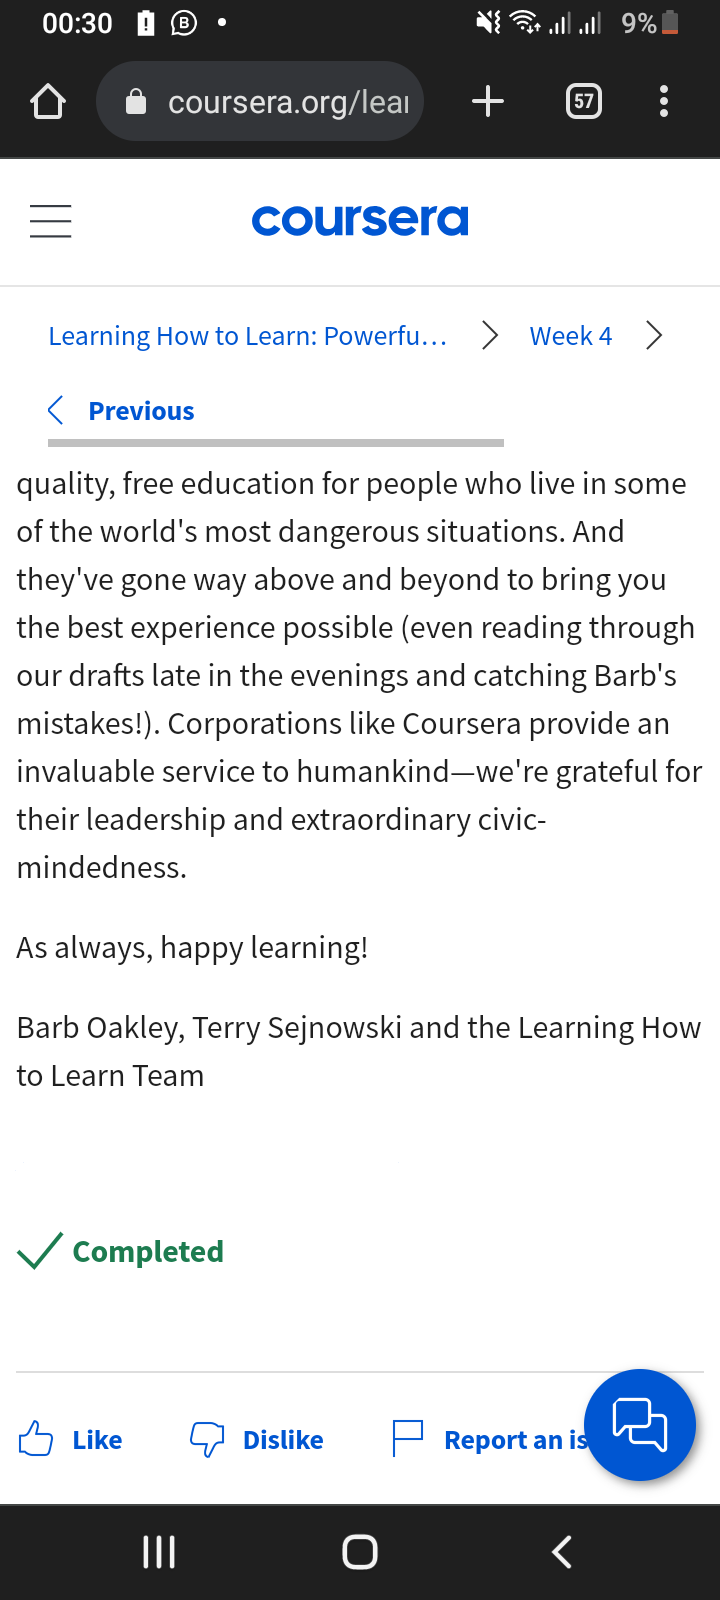 00:30 B 9%
coursera.org/lear
57
coursera
Learning How to Learn: Powerfu... Week 4
Previous
quality, free education for people who live in some
of the world's most dangerous situations. And
they've gone way above and beyond to bring you
the best experience possible (even reading through
our drafts late in the evenings and catching Barb's
mistakes!). Corporations like Coursera provide an
invaluable service to humankind—we're grateful for
their leadership and extraordinary civic-
mindedness.
As always, happy learning!
Barb Oakley, Terry Sejnowski and the Learning How
to Learn Team
Completed
Like Dislike Report an is